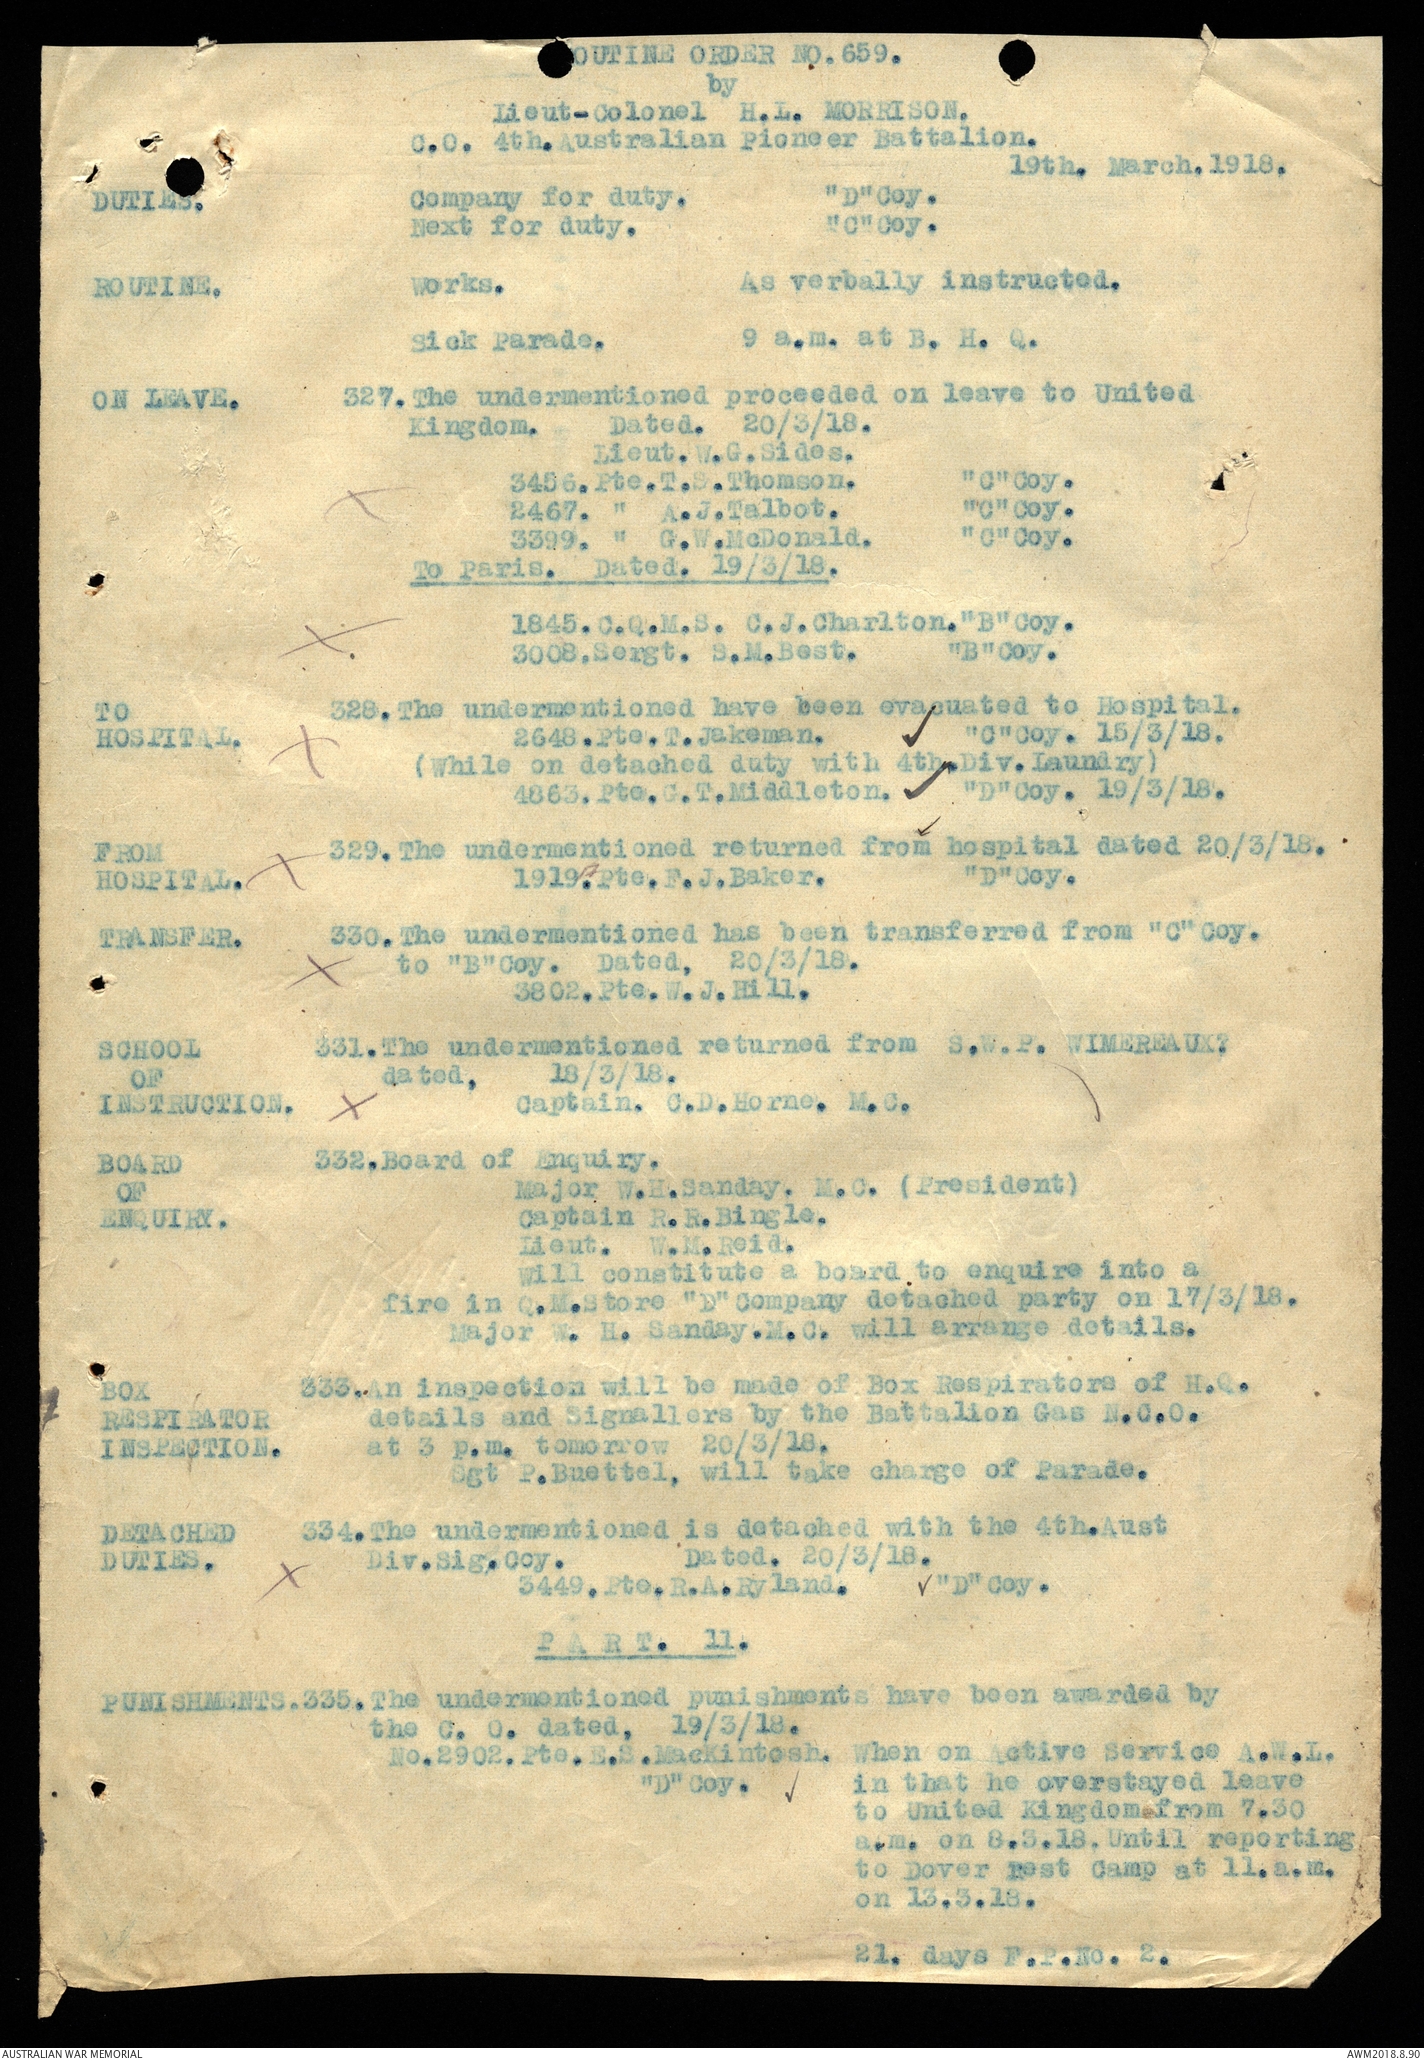 ROUTINE ORDER NO.659.
by
Lieut-Colonel H.L. MORRISON.
C.O. 4th.Australian Pioneer Battalion.
19th. March.1918.
DUTIES. Company for duty. "D"Coy.
Next for duty. "C"Coy.
ROUTINE. Works. As verbally instructed.
Sick Parade. 9 a.m. at B. H. Q.
ON LEAVE. 327.The undermentioned proceeded on leave to United
Kingdom. Dated. 20/3/18.
Lieut.W.G.Sides.
3456.Pte.T.S.Thomson. "C"Coy.
2467. " A.J.Talbot. "C"Coy.
3399. " G.W.McDonald. "C"Coy.
To Paris. Dated. 19/3/18.
1845.C.Q.M.S. C.J.Charlton."B"Coy.
3008.Sergt. S.M.Best. "B"Coy.
TO 328.The undermentioned have been evacuated to Hospital.
HOSPITAL. 2648.Pte.T.Jakeman. "C"Coy. 15/3/18.
(While on detached duty with 4th.Div.Laundry)
4863.Pte.G.T.Middleton. "D"Coy. 19/3/18.
FROM 329.The undermentioned returned from hospital dated 20/3/18.
HOSPITAL. 1919.Pte.F.J.Baker. "D"Coy.
TRANSFER. 330.The undermentioned has been transferred from "C"Coy.
to "B"Coy. Dated, 20/3/18.
3802.Pte.W.J.Hill.
SCHOOL 331.The undermentioned returned from S.W.P. WIMEREAUX?
OF dated, 18/3/18.
INSTRUCTION. Captain. C.D.Horne. M.C.
BOARD 332.Board of Enquiry.
OF Major W.H.Sanday. M.C. (President)
ENQUIRY. Captain R.R.Bingle.
Lieut. W.M.Reid.
Will constitute a board to enquire into a
fire in Q.M.Store "D"Company detached party on 17/3/18.
Major W. H. Sanday.M.C. will arrange details.
BOX 333.An inspection will be made of Box Respirators of H.Q.
RESPIRATOR details and Signallers by the Battalion Gas N.C.O.
INSPECTION. at 3 p.m. tomorrow 20/3/18.
Sgt P.Buettel, will take charge of Parade.
DETACHED 334.The undermentioned is detached with the 4th.Aust
DUTIES. Div.Sig.Coy. Dated. 20/3/18.
3449.Pte.R.A.Ryland. "D"Coy.
P A R T. 11.
PUNISHMENTS.335.The undermentioned punishments have been awarded by
the C. O. dated, 19/3/18.
No.2902.Pte.E.S.MacKintosh. When on Active Service A.W.L.
"D"Coy. in that he overstayed leave
to United Kingdom from 7.30
a.m. on 8.3.18.Until reporting
to Dover rest Camp at 11.a.m.
on 13.3.18.
21. days F.P.No. 2.
AUSTRALIAN WAR MEMORIAL AWM2018.8.90